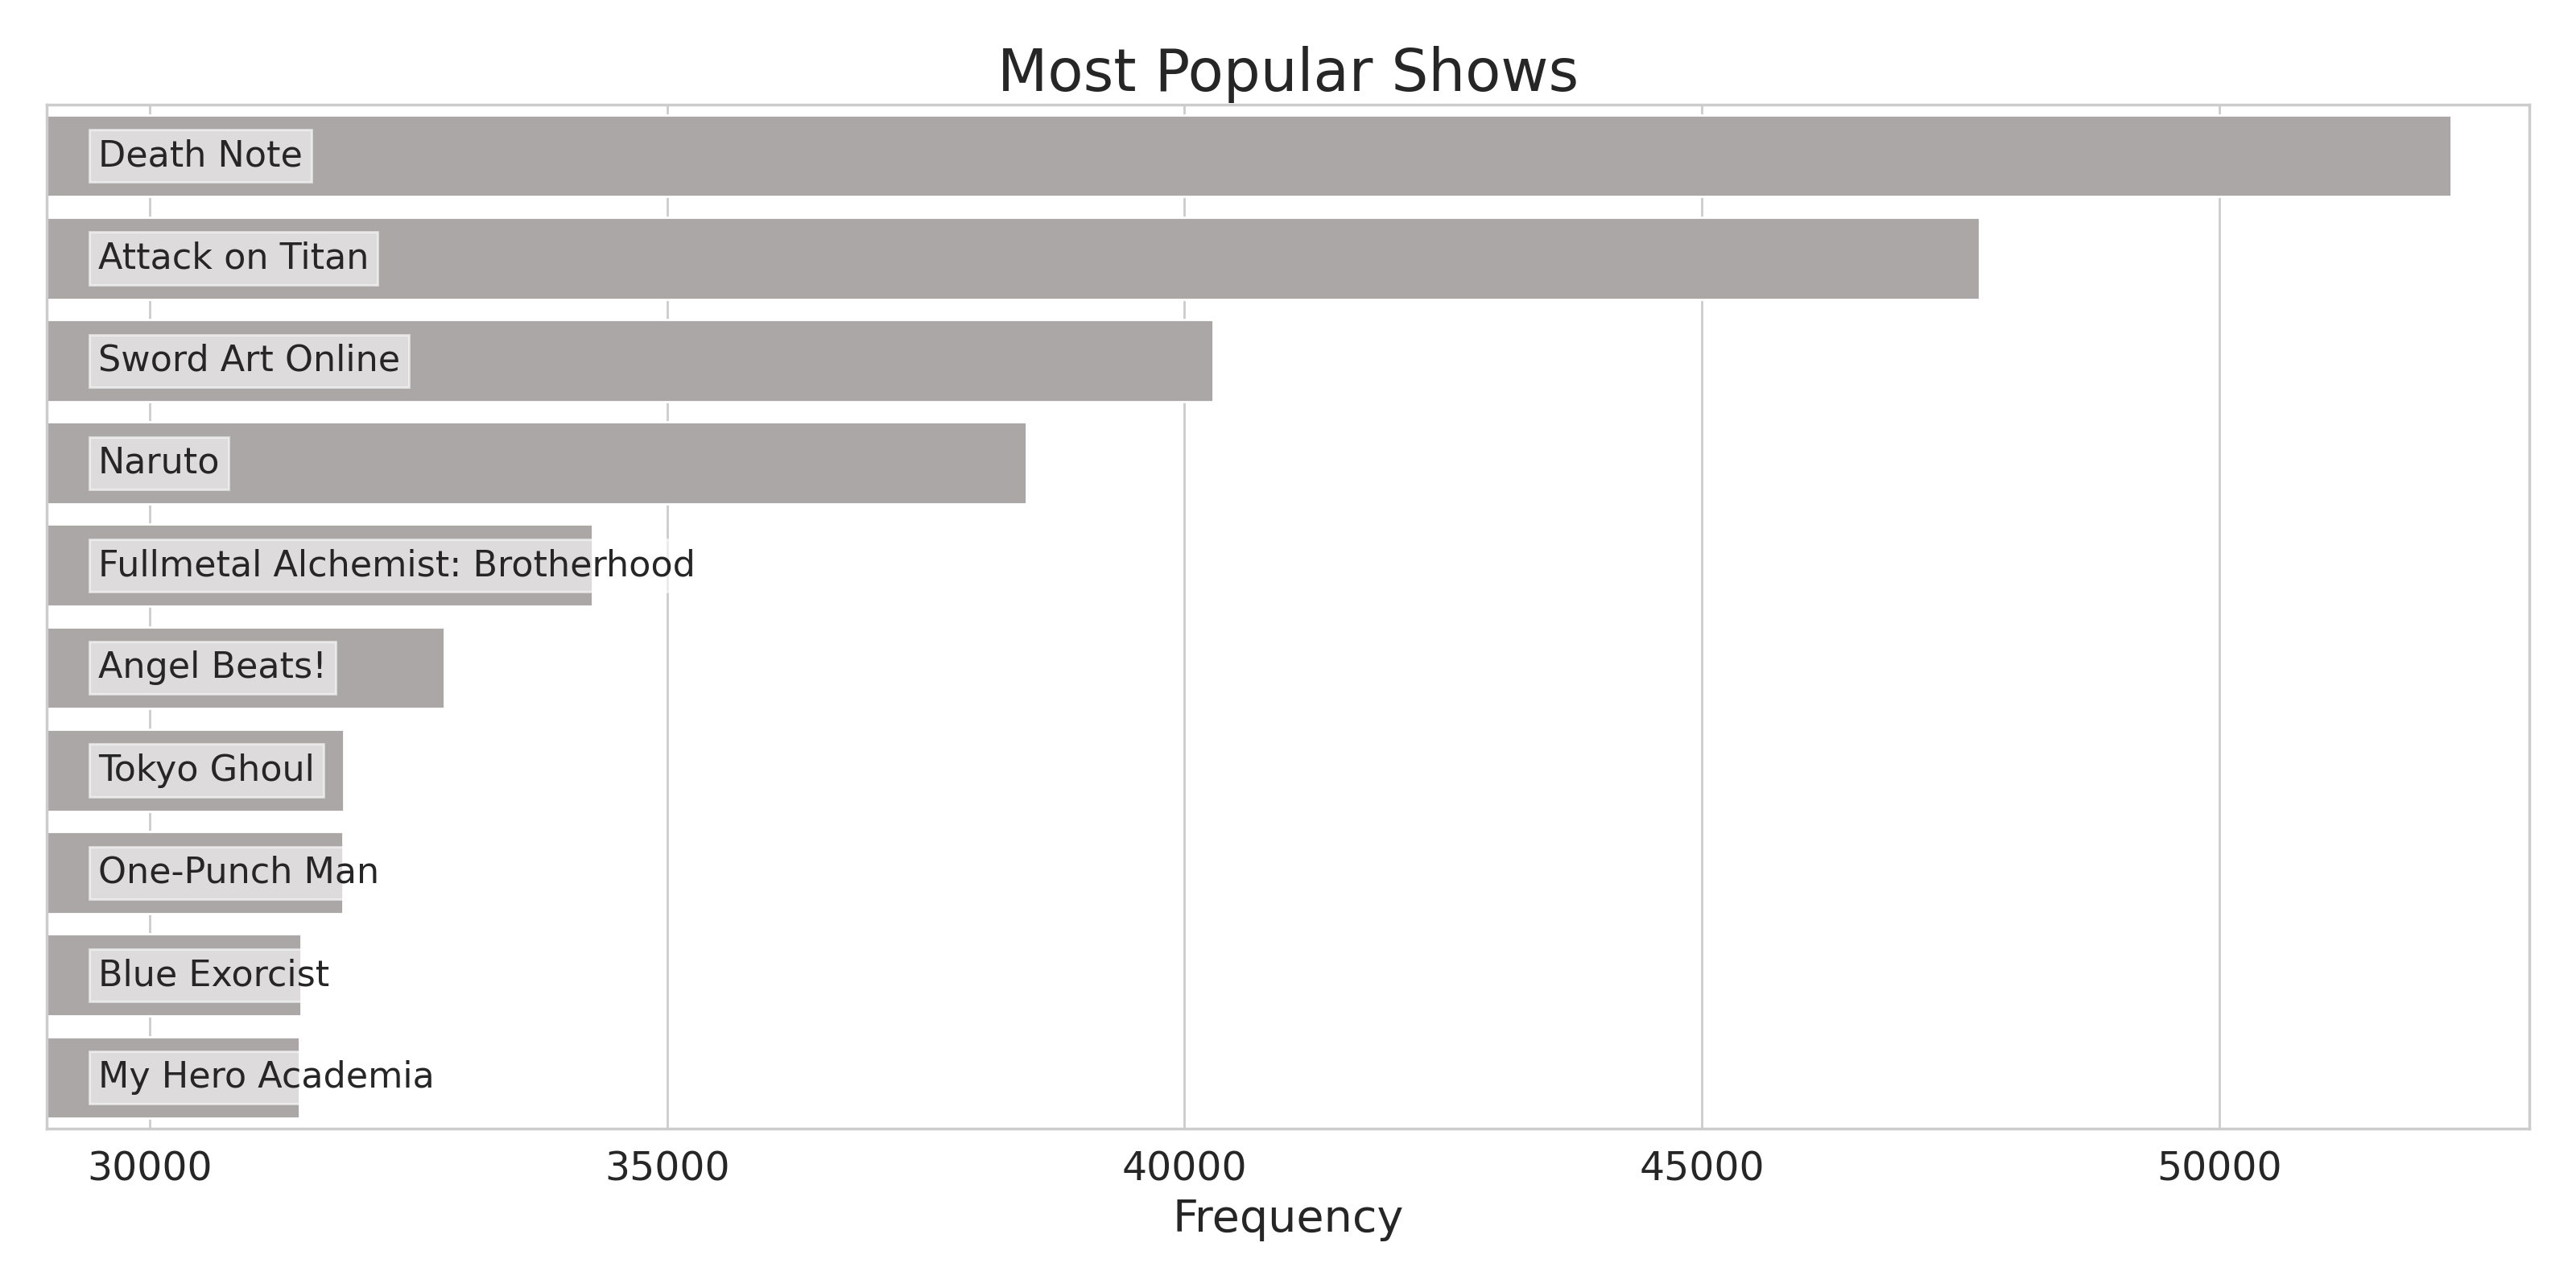 Most Popular Shows
Death Note
Attack on Titan
Sword Art Online
Naruto
Fullmetal Alchemist: Brotherhood
Angel Beats!
Tokyo Ghoul
One-Punch Man
Blue Exorcist
My Hero Academia
30000 35000 40000 45000 50000
Frequency